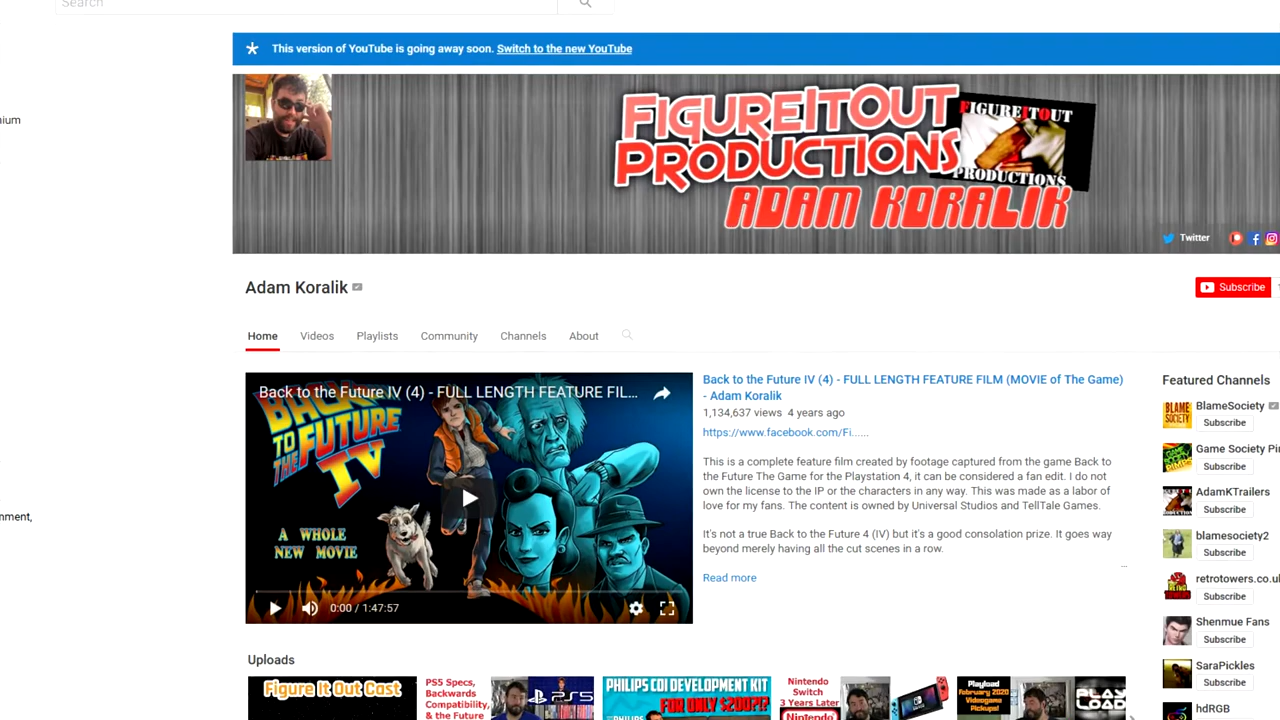 Search
This version of YouTube is going away soon. Switch to the new YouTube
FIGUREITOUT
PRODUCTIONS
ADAM KORALIK
FIGUREITOUT
PRODUCTIONS
Twitter
Adam Koralik
Subscribe
Home Videos Playlists Community Channels About
nium
nment,
Back to the Future IV (4) - FULL LENGTH FEATURE FIL...
BACK
TO THE
FUTURE
IV
A WHOLE
NEW MOVIE
0:00 / 1:47:57
Back to the Future IV (4) - FULL LENGTH FEATURE FILM (MOVIE of The Game)
- Adam Koralik
1,134,637 views 4 years ago
https://www.facebook.com/Fi......
This is a complete feature film created by footage captured from the game Back to
the Future The Game for the Playstation 4, it can be considered a fan edit. I do not
own the license to the IP or the characters in any way. This was made as a labor of
love for my fans. The content is owned by Universal Studios and TellTale Games.
It's not a true Back to the Future 4 (IV) but it's a good consolation prize. It goes way
beyond merely having all the cut scenes in a row.
...
Read more
Featured Channels
BLAME
SOCIETY
BlameSociety
Subscribe
Game Society Pi
Subscribe
AdamKTrailers
Subscribe
blamesociety2
Subscribe
retrotowers.co.u
Subscribe
Shenmue Fans
Subscribe
SaraPickles
Subscribe
hdRGB
Uploads
Figure It Out Cast
PS5 Specs,
Backwards
Compatibility,
& the Future
PS5
PHILIPS CDI DEVELOPMENT KIT
FOR ONLY $200?!?
PHILIPS
Nintendo
Switch
3 Years Later
Nintendo
Playload
February 2020
Videogame
Pickups!
PLAY
LOAD